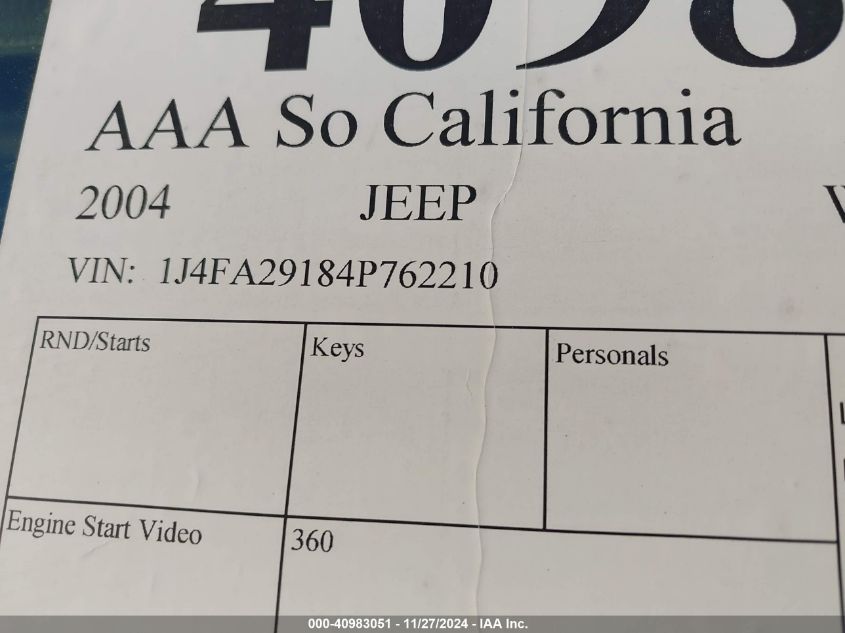 4098
AAA So California
2004 JEEP
VIN: 1J4FA29184P762210
RND/Starts Keys Personals
Engine Start Video 360
000-40983051 - 11/27/2024 - IAA Inc.